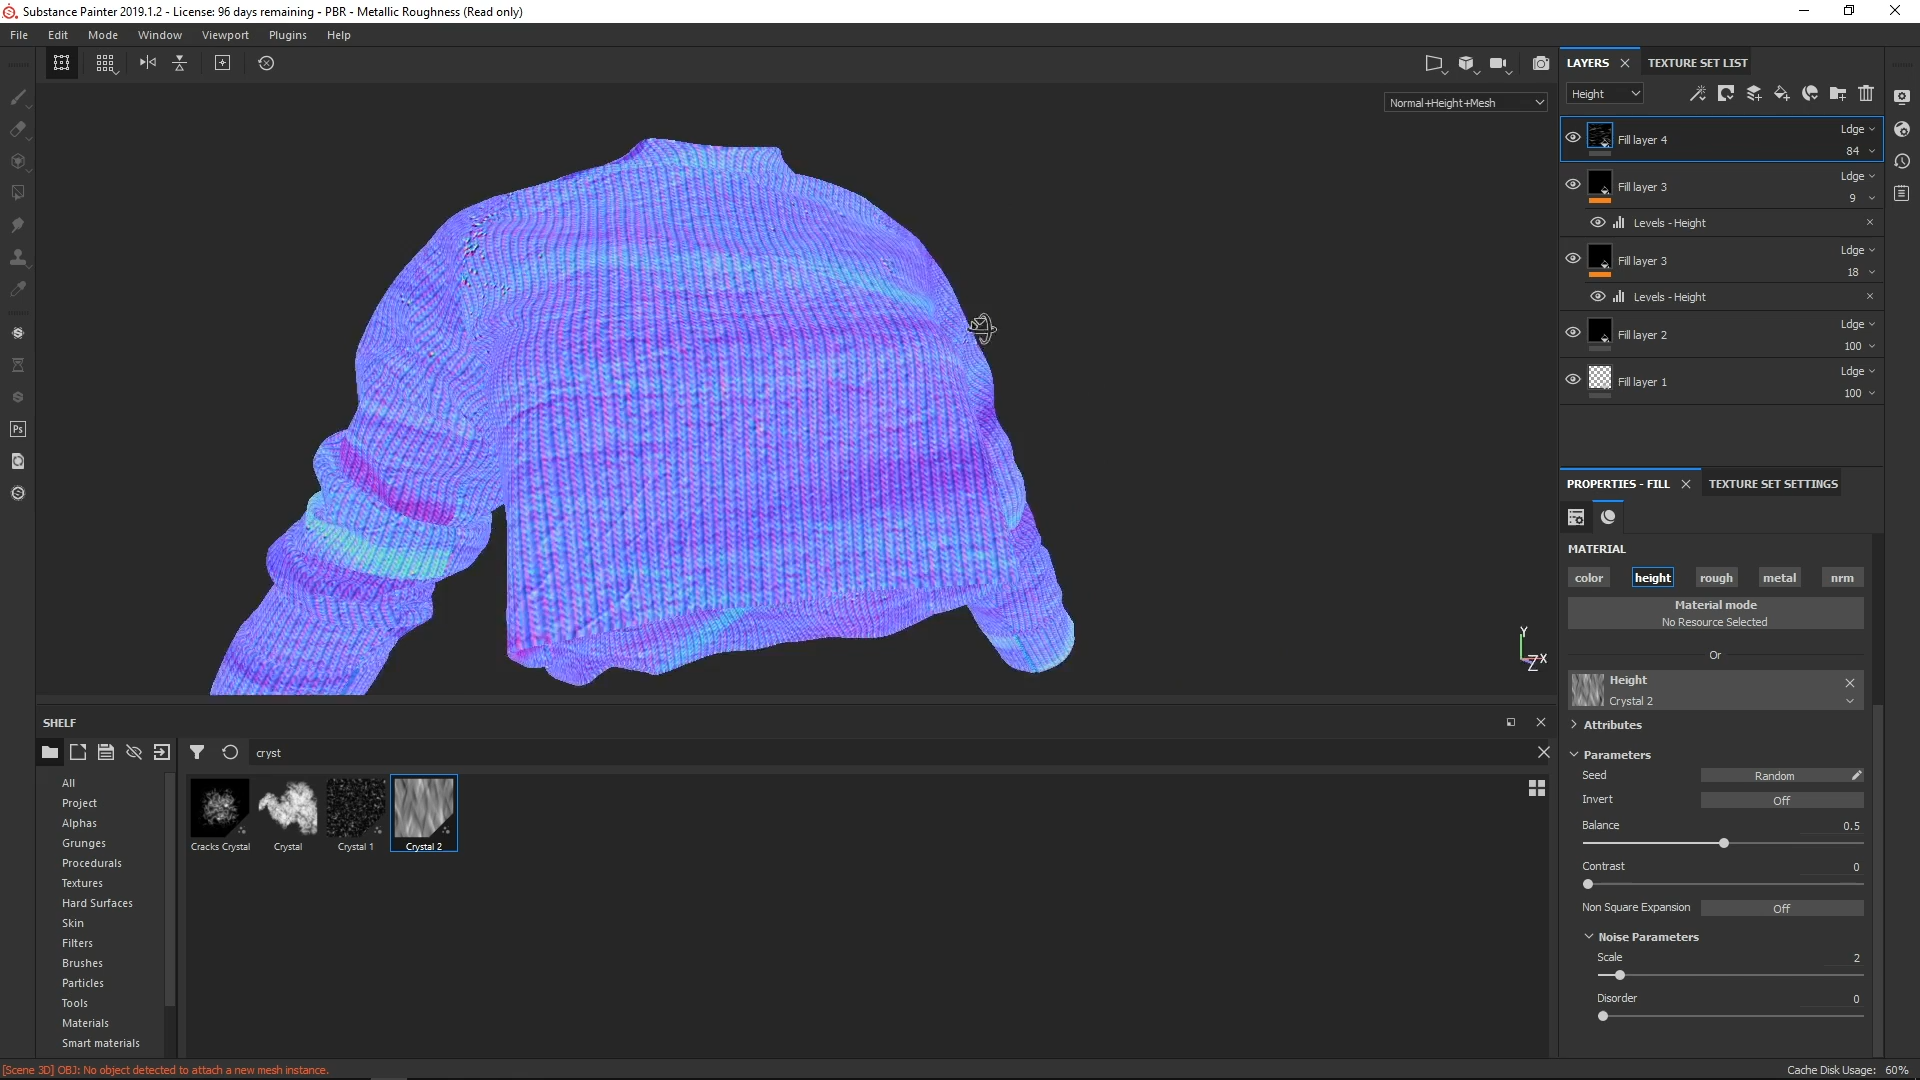 Substance Painter 2019.1.2 - License: 96 days remaining - PBR - Metallic Roughness (Read only)
File Edit Mode Window Viewport Plugins Help
Normal+Height+Mesh
LAYERS TEXTURE SET LIST
Height
Fill layer 4 Ldge 84
Fill layer 3 Ldge 9
Levels - Height
Fill layer 3 Ldge 18
Levels - Height
Fill layer 2 Ldge 100
Fill layer 1 Ldge 100
PROPERTIES - FILL TEXTURE SET SETTINGS
MATERIAL
color height rough metal nrm
Material mode
No Resource Selected
Or
Height
Crystal 2
Attributes
Parameters
Seed Random
Invert Off
Balance 0.5
Contrast 0
Non Square Expansion Off
Noise Parameters
Scale 2
Disorder 0
Y
X
Z
Ps
SHELF
cryst
All
Project
Alphas
Grunges
Procedurals
Textures
Hard Surfaces
Skin
Filters
Brushes
Particles
Tools
Materials
Smart materials
Cracks Crystal Crystal Crystal 1 Crystal 2
[Scene 3D] OBJ: No object detected to attach a new mesh instance.
Cache Disk Usage: 60%